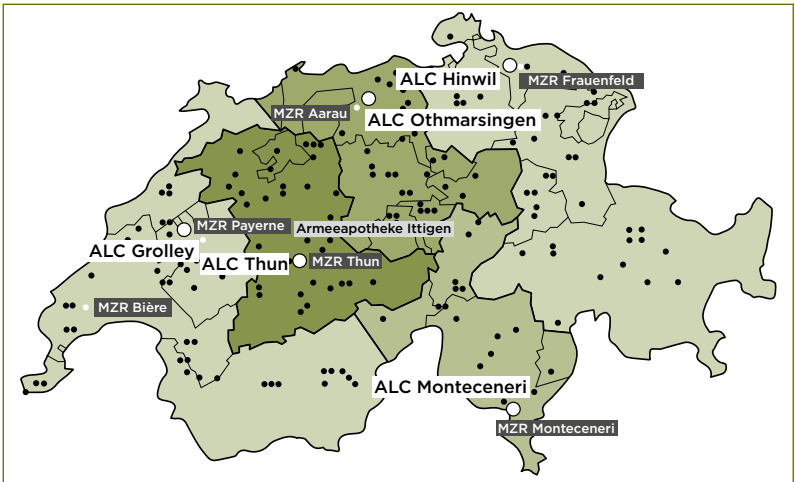 ALC Hinwil
MZR Frauenfeld
MZR Aarau
ALC Othmarsingen
MZR Payerne
Armeeapotheke Ittigen
ALC Grolley
ALC Thun
MZR Thun
MZR Bière
ALC Monteceneri
MZR Monteceneri